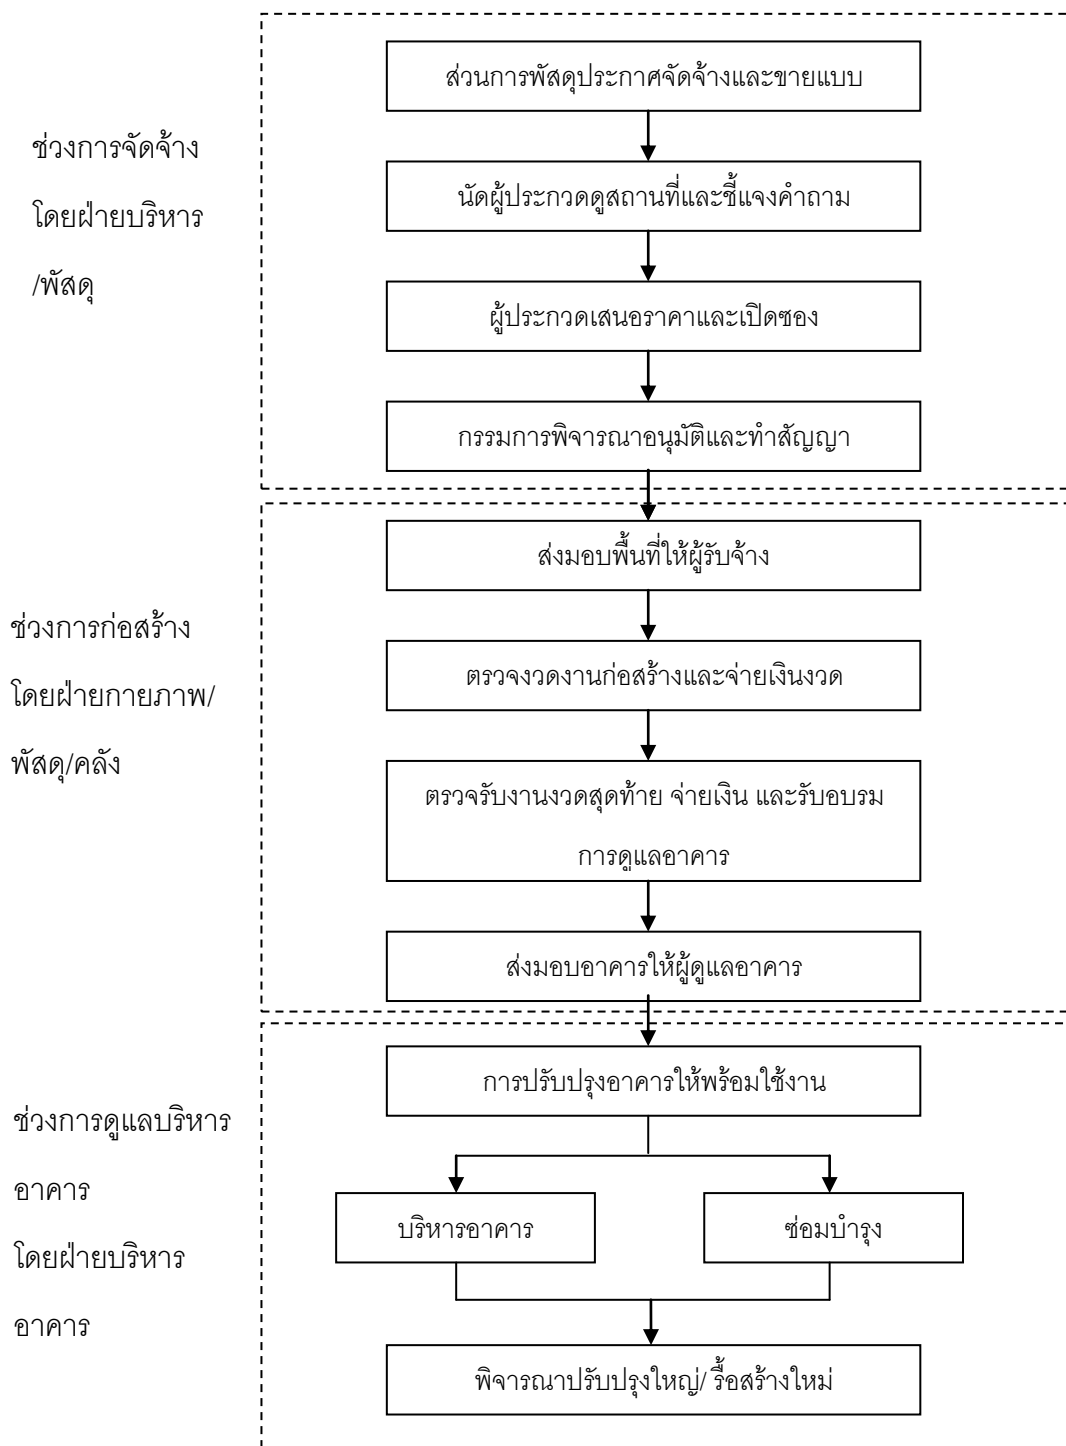 ส่วนการพัสดุประกาศจัดจ้างและขายแบบ
ช่วงการจัดจ้าง
โดยฝ่ายบริหาร
/พัสดุ
นัดผู้ประกวดดูสถานที่และชี้แจงคำถาม
ผู้ประกวดเสนอราคาและเปิดซอง
กรรมการพิจารณาอนุมัติและทำสัญญา
ส่งมอบพื้นที่ให้ผู้รับจ้าง
ช่วงการก่อสร้าง
โดยฝ่ายกายภาพ/
พัสดุ/คลัง
ตรวจงวดงานก่อสร้างและจ่ายเงินงวด
ตรวจรับงานงวดสุดท้าย จ่ายเงิน และรับอบรม
การดูแลอาคาร
ส่งมอบอาคารให้ผู้ดูแลอาคาร
การปรับปรุงอาคารให้พร้อมใช้งาน
ช่วงการดูแลบริหาร
อาคาร
โดยฝ่ายบริหาร
อาคาร
บริหารอาคาร
ซ่อมบำรุง
พิจารณาปรับปรุงใหญ่/ รื้อสร้างใหม่